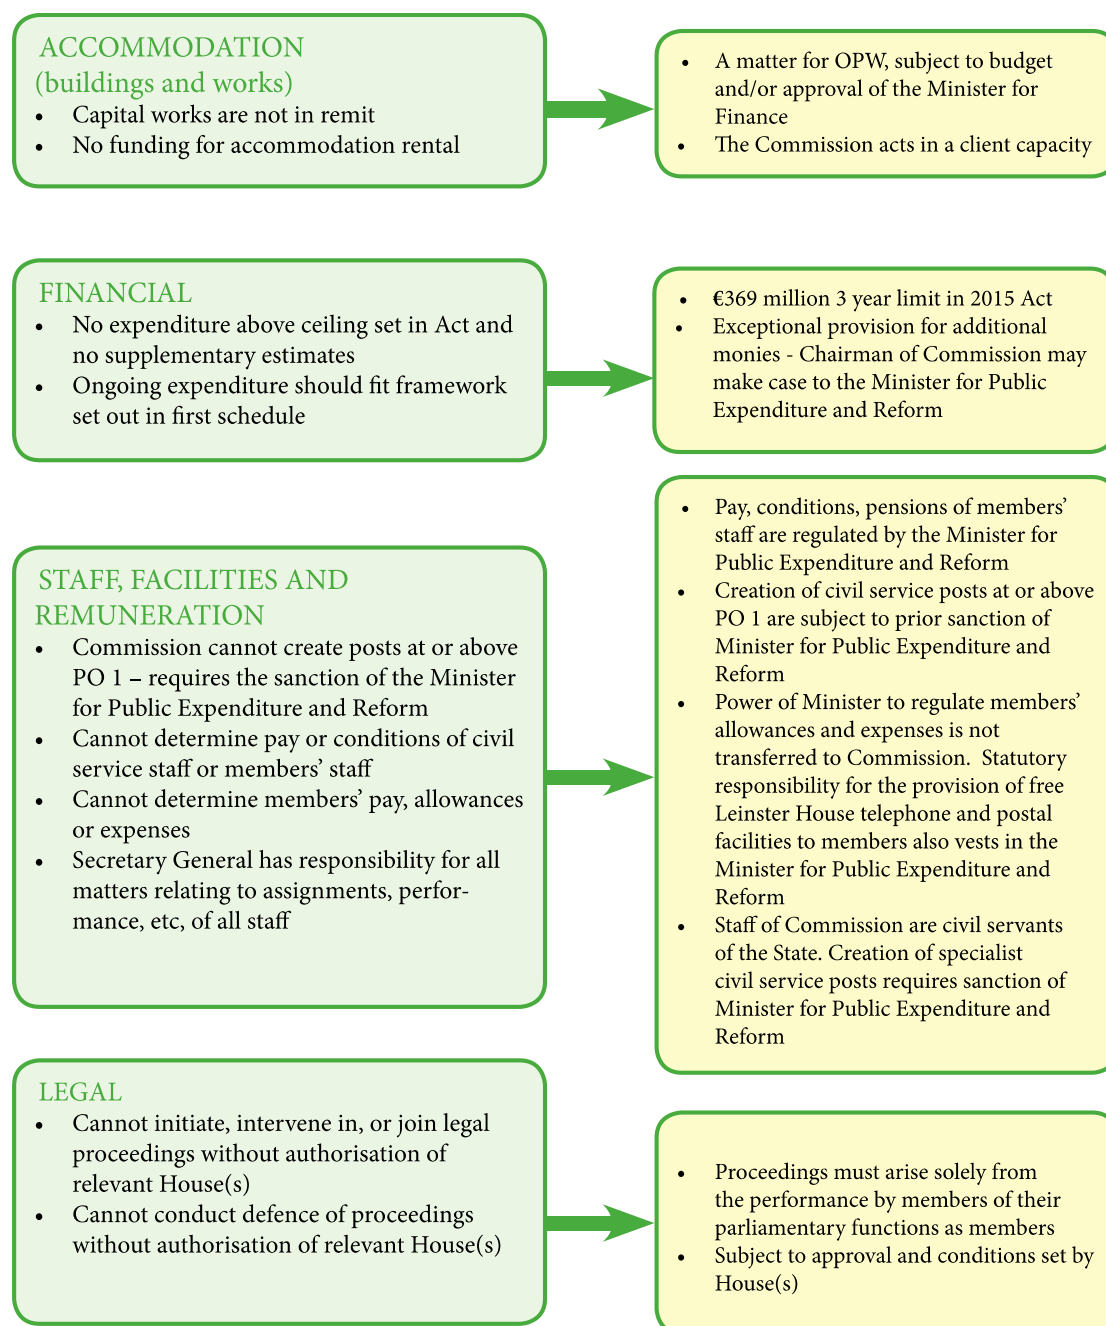 ACCOMMODATION
(buildings and works)
• Capital works are not in remit
• No funding for accommodation rental
• A matter for OPW, subject to budget
and/or approval of the Minister for
Finance
• The Commission acts in a client capacity
FINANCIAL
• No expenditure above ceiling set in Act and
no supplementary estimates
• Ongoing expenditure should fit framework
set out in first schedule
• €369 million 3 year limit in 2015 Act
• Exceptional provision for additional
monies - Chairman of Commission may
make case to the Minister for Public
Expenditure and Reform
STAFF, FACILITIES AND
REMUNERATION
• Commission cannot create posts at or above
PO 1 – requires the sanction of the Minister
for Public Expenditure and Reform
• Cannot determine pay or conditions of civil
service staff or members’ staff
• Cannot determine members’ pay, allowances
or expenses
• Secretary General has responsibility for all
matters relating to assignments, perfor-
mance, etc, of all staff
• Pay, conditions, pensions of members’
staff are regulated by the Minister for
Public Expenditure and Reform
• Creation of civil service posts at or above
PO 1 are subject to prior sanction of
Minister for Public Expenditure and
Reform
• Power of Minister to regulate members’
allowances and expenses is not
transferred to Commission.  Statutory
responsibility for the provision of free
Leinster House telephone and postal
facilities to members also vests in the
Minister for Public Expenditure and
Reform
• Staff of Commission are civil servants
of the State. Creation of specialist
civil service posts requires sanction of
Minister for Public Expenditure and
Reform
LEGAL
• Cannot initiate, intervene in, or join legal
proceedings without authorisation of
relevant House(s)
• Cannot conduct defence of proceedings
without authorisation of relevant House(s)
• Proceedings must arise solely from
the performance by members of their
parliamentary functions as members
• Subject to approval and conditions set by
House(s)